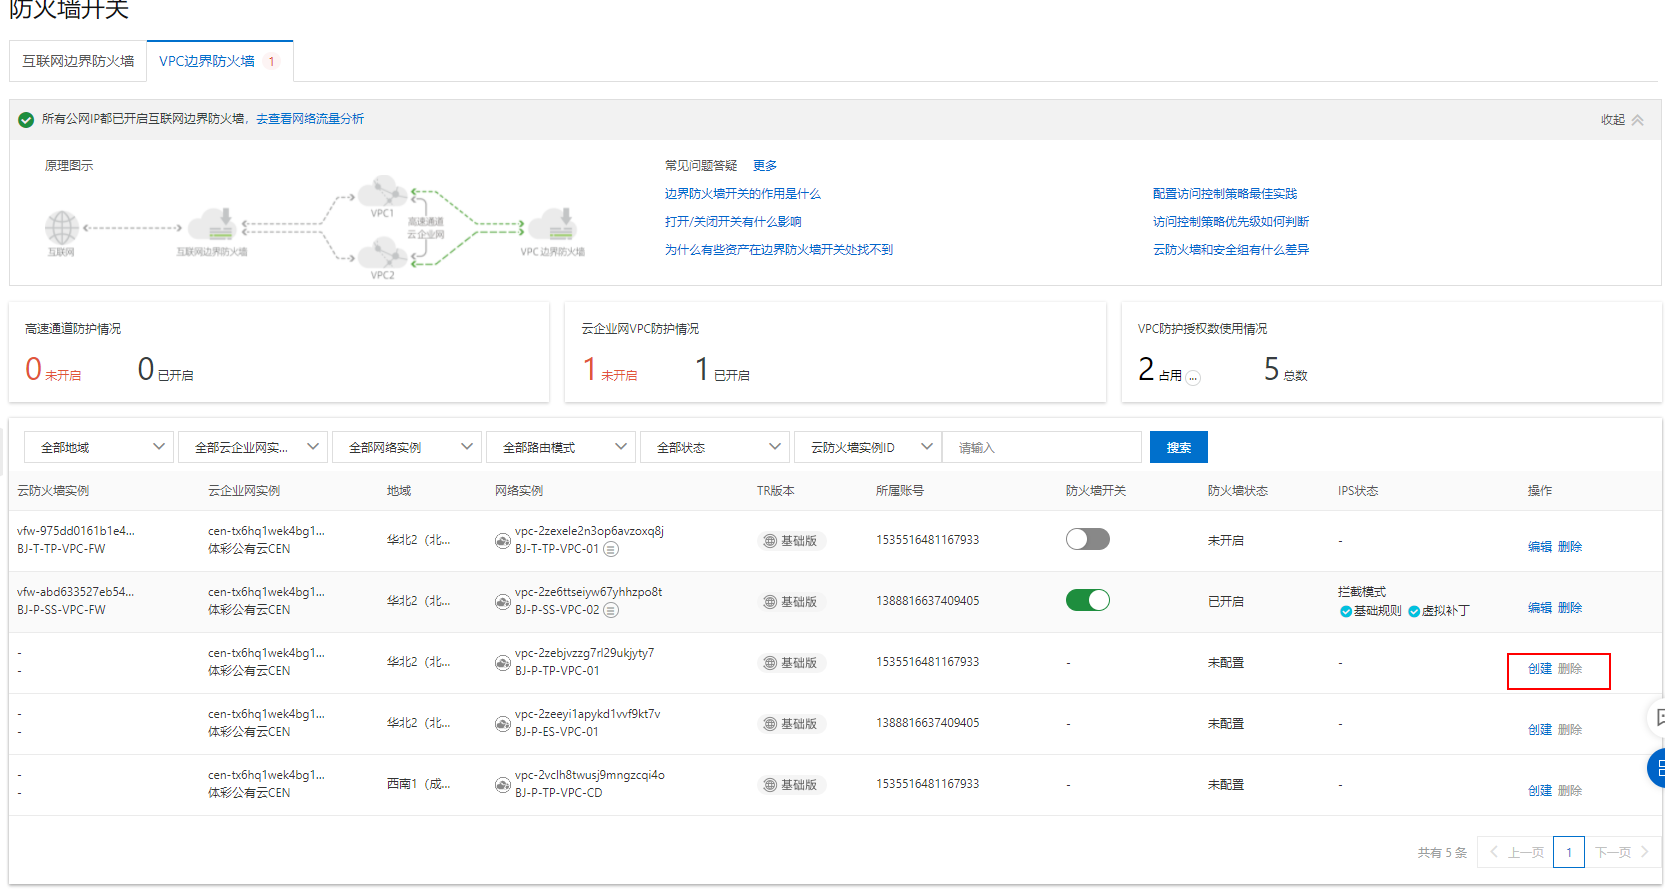 防火墙开关
互联网边界防火墙
VPC边界防火墙 1
所有公网IP都已开启互联网边界防火墙，去查看网络流量分析
收起
原理图示
互联网
互联网边界防火墙
VPC1
高速通道
云企业网
VPC2
VPC 边界防火墙
常见问题答疑 更多
边界防火墙开关的作用是什么
配置访问控制策略最佳实践
打开/关闭开关有什么影响
访问控制策略优先级如何判断
为什么有些资产在边界防火墙开关处找不到
云防火墙和安全组有什么差异
高速通道防护情况
0 未开启 0 已开启
云企业网VPC防护情况
1 未开启 1 已开启
VPC防护授权数使用情况
2 占用 ... 5 总数
全部地域 全部云企业网实... 全部网络实例 全部路由模式 全部状态 云防火墙实例ID 请输入 搜索
云防火墙实例 云企业网实例 地域 网络实例 TR版本 所属账号 防火墙开关 防火墙状态 IPS状态 操作
vfw-975dd0161b1e4... cen-tx6hq1wek4bg1... 华北2（北... vpc-2zexele2n3op6avzoxq8j 基础版 1535516481167933 未开启 - 编辑 删除
BJ-T-TP-VPC-FW 体彩公有云CEN BJ-T-TP-VPC-01
vfw-abd633527eb54... cen-tx6hq1wek4bg1... 华北2（北... vpc-2ze6ttseiyw67yhhzpo8t 基础版 1388816637409405 已开启 拦截模式 编辑 删除
BJ-P-SS-VPC-FW 体彩公有云CEN BJ-P-SS-VPC-02 基础规则 虚拟补丁
- cen-tx6hq1wek4bg1... 华北2（北... vpc-2zebjvzzg7rl29ukjyty7 基础版 1535516481167933 - 未配置 - 创建 删除
- 体彩公有云CEN BJ-P-TP-VPC-01
- cen-tx6hq1wek4bg1... 华北2（北... vpc-2zeeyi1apykd1vvf9kt7v 基础版 1388816637409405 - 未配置 - 创建 删除
- 体彩公有云CEN BJ-P-ES-VPC-01
- cen-tx6hq1wek4bg1... 西南1（成... vpc-2vclh8twusj9mngzcqi4o 基础版 1535516481167933 - 未配置 - 创建 删除
- 体彩公有云CEN BJ-P-TP-VPC-CD
共有 5 条 上一页 1 下一页